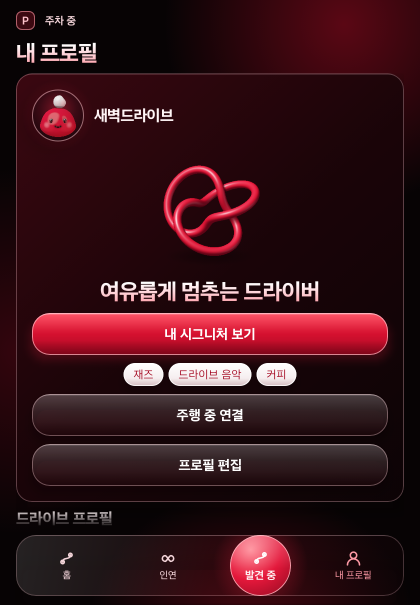 P 주차 중
내 프로필
새벽드라이브
여유롭게 멈추는 드라이버
내 시그니처 보기
재즈 드라이브 음악 커피
주행 중 연결
프로필 편집
드라이브 프로필
홈 인연 발견 중 내 프로필